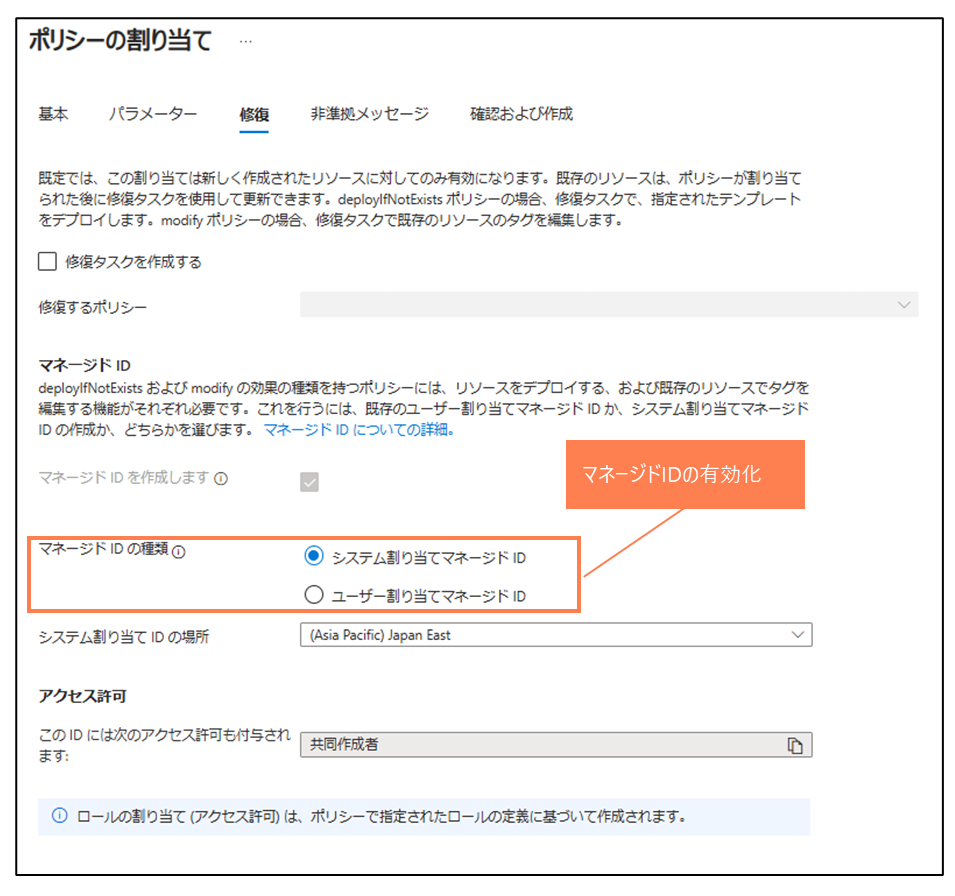 ポリシーの割り当て ...
基本 パラメーター 修復 非準拠メッセージ 確認および作成
既定では、この割り当ては新しく作成されたリソースに対してのみ有効になります。既存のリソースは、ポリシーが割り当て
られた後に修復タスクを使用して更新できます。deployIfNotExists ポリシーの場合、修復タスクで、指定されたテンプレート
をデプロイします。modify ポリシーの場合、修復タスクで既存のリソースのタグを編集します。
修復タスクを作成する
修復するポリシー
マネージド ID
deployIfNotExists および modify の効果の種類を持つポリシーには、リソースをデプロイする、および既存のリソースでタグを
編集する機能がそれぞれ必要です。これを行うには、既存のユーザー割り当てマネージド ID か、システム割り当てマネージド
ID の作成か、どちらかを選びます。 マネージド ID についての詳細。
マネージド ID を作成します
マネージドIDの有効化
マネージド ID の種類
システム割り当てマネージド ID
ユーザー割り当てマネージド ID
システム割り当て ID の場所
(Asia Pacific) Japan East
アクセス許可
この ID には次のアクセス許可も付与され
ます:
共同作成者
ロールの割り当て (アクセス許可) は、ポリシーで指定されたロールの定義に基づいて作成されます。